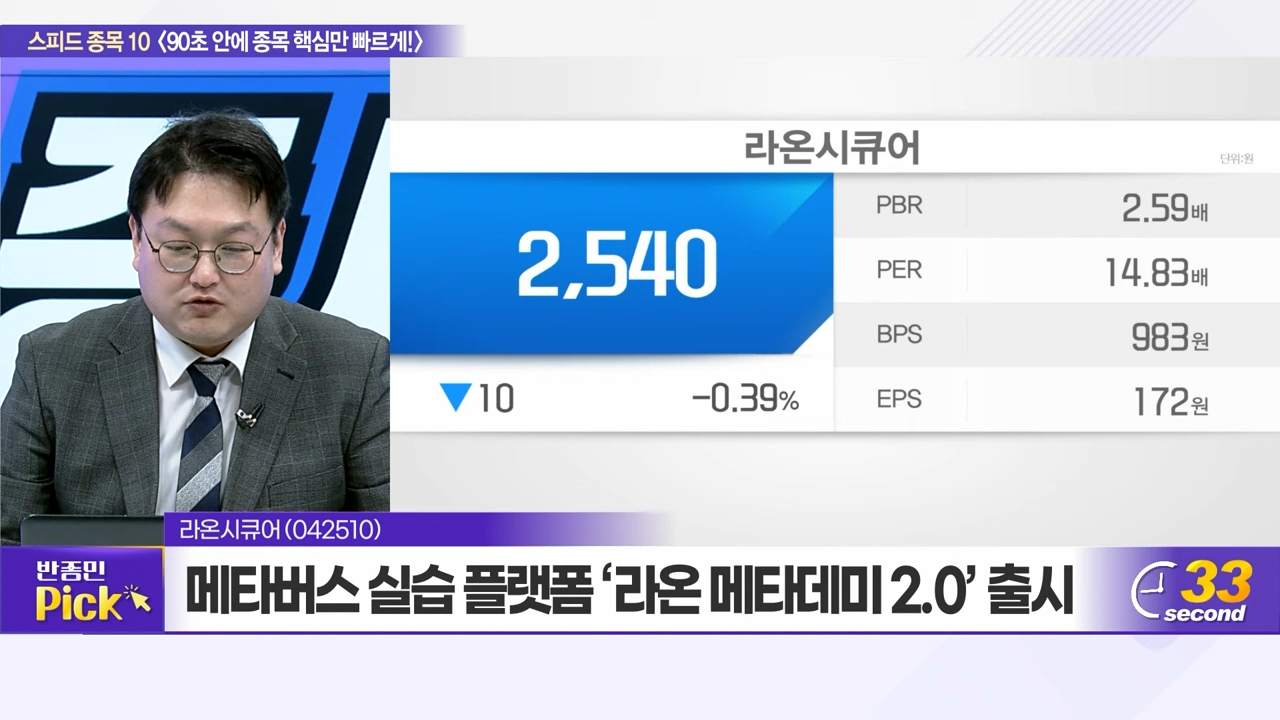 스피드 종목 10 〈90초 안에 종목 핵심만 빠르게!〉
라온시큐어
단위:원
2,540
▼10 -0.39%
PBR 2.59배
PER 14.83배
BPS 983원
EPS 172원
라온시큐어(042510)
반종민
Pick
메타버스 실습 플랫폼 ‘라온 메타데미 2.0’ 출시
33
second